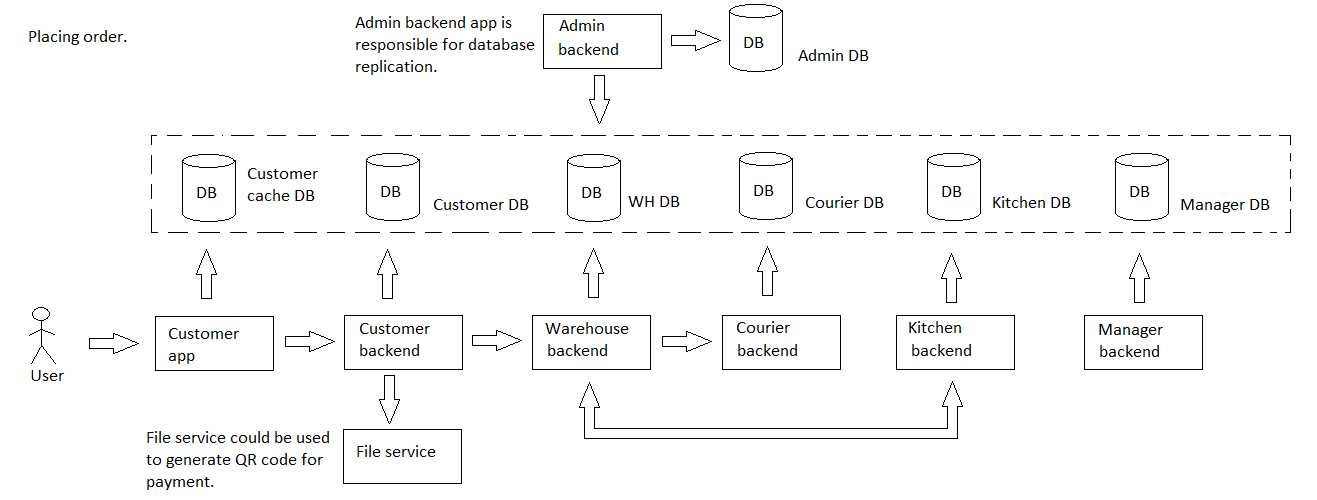 Placing order.
Admin backend app is
responsible for database
replication.
Admin
backend
DB
Admin DB
DB
Customer
cache DB
DB
Customer DB
DB
WH DB
DB
Courier DB
DB
Kitchen DB
DB
Manager DB
User
Customer
app
Customer
backend
Warehouse
backend
Courier
backend
Kitchen
backend
Manager
backend
File service could be used
to generate QR code for
payment.
File service